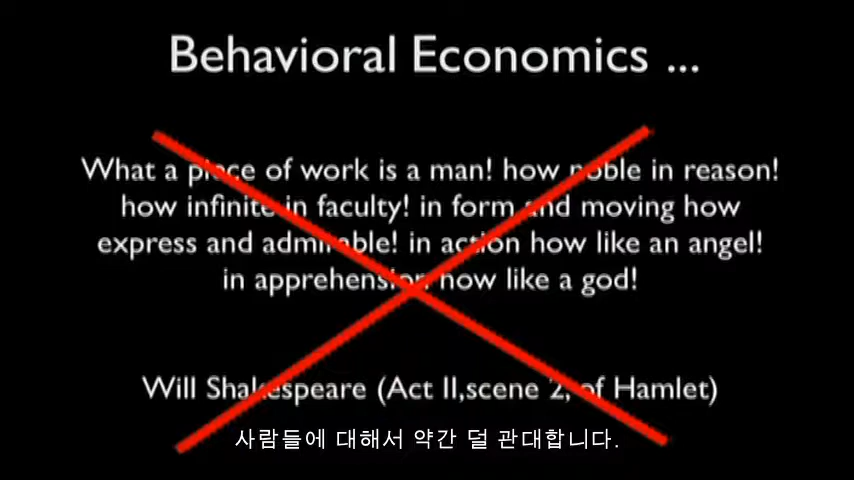 Behavioral Economics ...
What a piece of work is a man! how noble in reason!
how infinite in faculty! in form and moving how
express and admirable! in action how like an angel!
in apprehension how like a god!
Will Shakespeare (Act II,scene 2, of Hamlet)
사람들에 대해서 약간 덜 관대합니다.